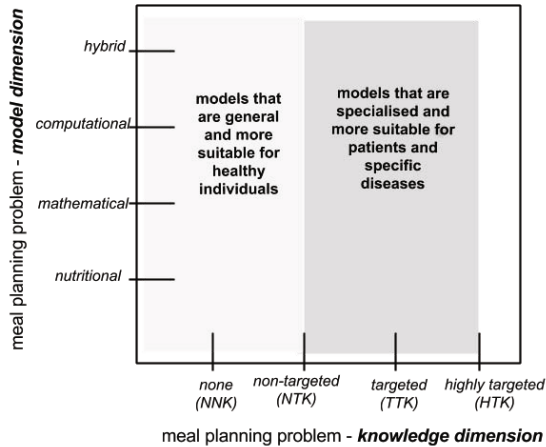 meal planning problem - model dimension
hybrid
computational
mathematical
nutritional
models that
are general
and more
suitable for
healthy
individuals
models that are
specialised and
more suitable for
patients and
specific
diseases
none
(NNK)
non-targeted
(NTK)
targeted
(TTK)
highly targeted
(HTK)
meal planning problem - knowledge dimension